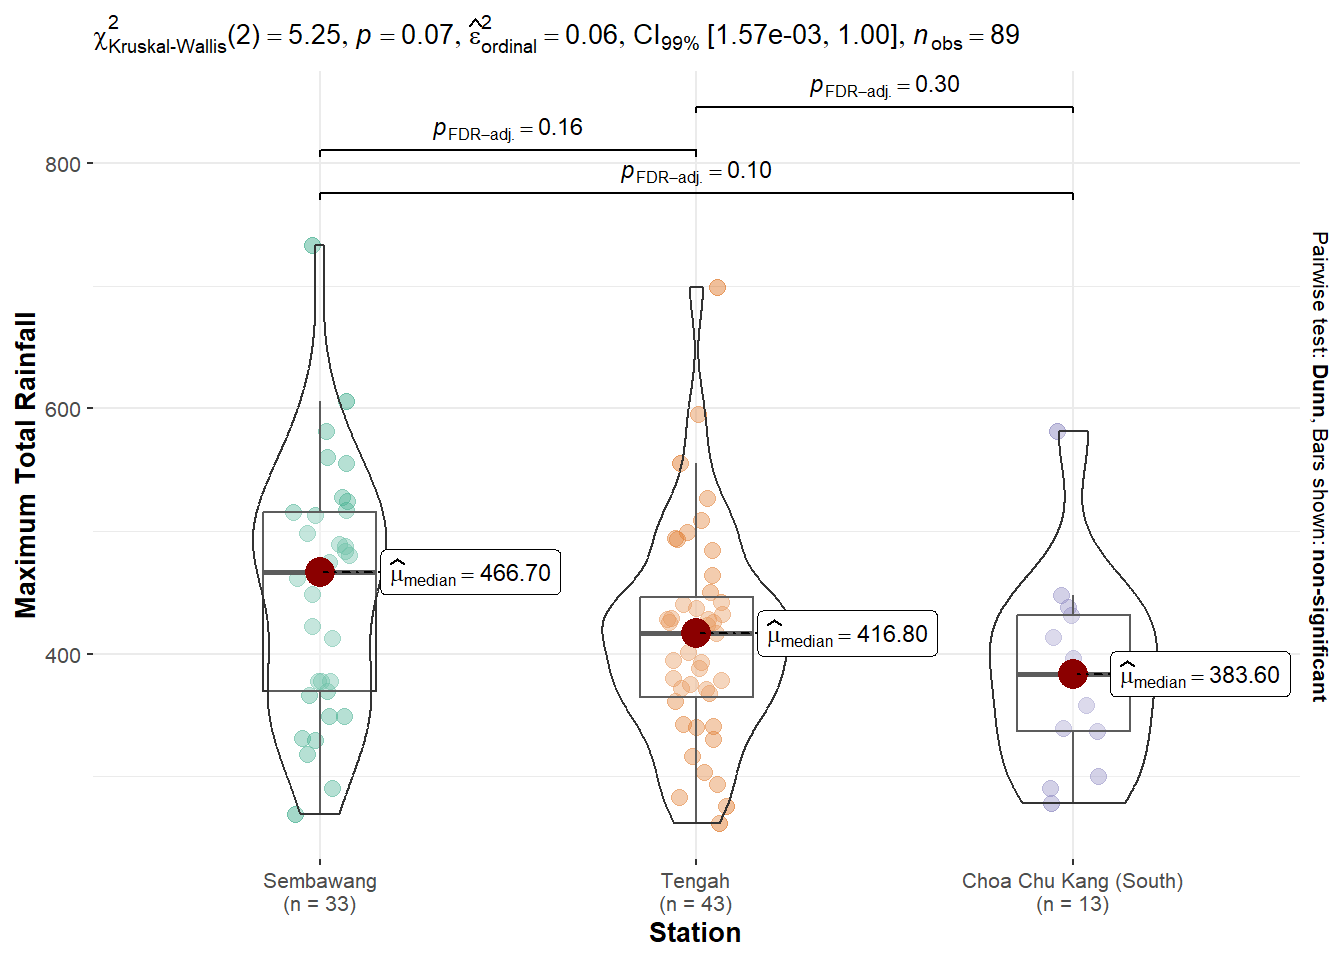 χ²Kruskal-Wallis(2) = 5.25, p = 0.07, ε̂²ordinal = 0.06, CI99% [1.57e-03, 1.00], nobs = 89
pFDR−adj. = 0.30
pFDR−adj. = 0.16
pFDR−adj. = 0.10
800
600
400
Maximum Total Rainfall
μ̂median = 466.70
μ̂median = 416.80
μ̂median = 383.60
Pairwise test: Dunn, Bars shown: non-significant
Sembawang
(n = 33)
Tengah
(n = 43)
Choa Chu Kang (South)
(n = 13)
Station